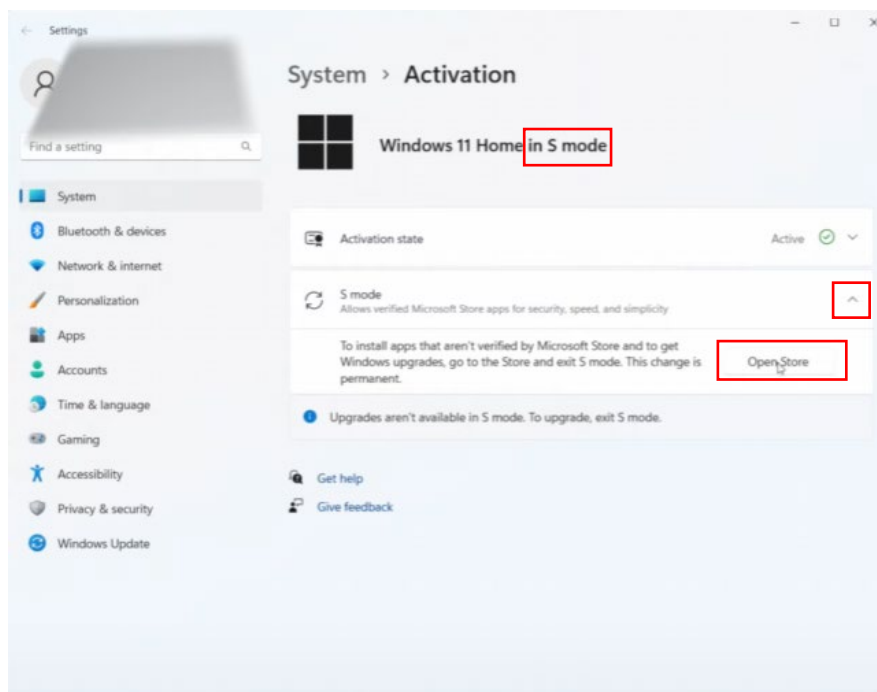 Settings
System > Activation
Find a setting
Windows 11 Home in S mode
System
Bluetooth & devices
Network & internet
Personalization
Apps
Accounts
Time & language
Gaming
Accessibility
Privacy & security
Windows Update
Activation state
Active
S mode
Allows verified Microsoft Store apps for security, speed, and simplicity
To install apps that aren't verified by Microsoft Store and to get
Windows upgrades, go to the Store and exit S mode. This change is
permanent.
Open Store
Upgrades aren't available in S mode. To upgrade, exit S mode.
Get help
Give feedback